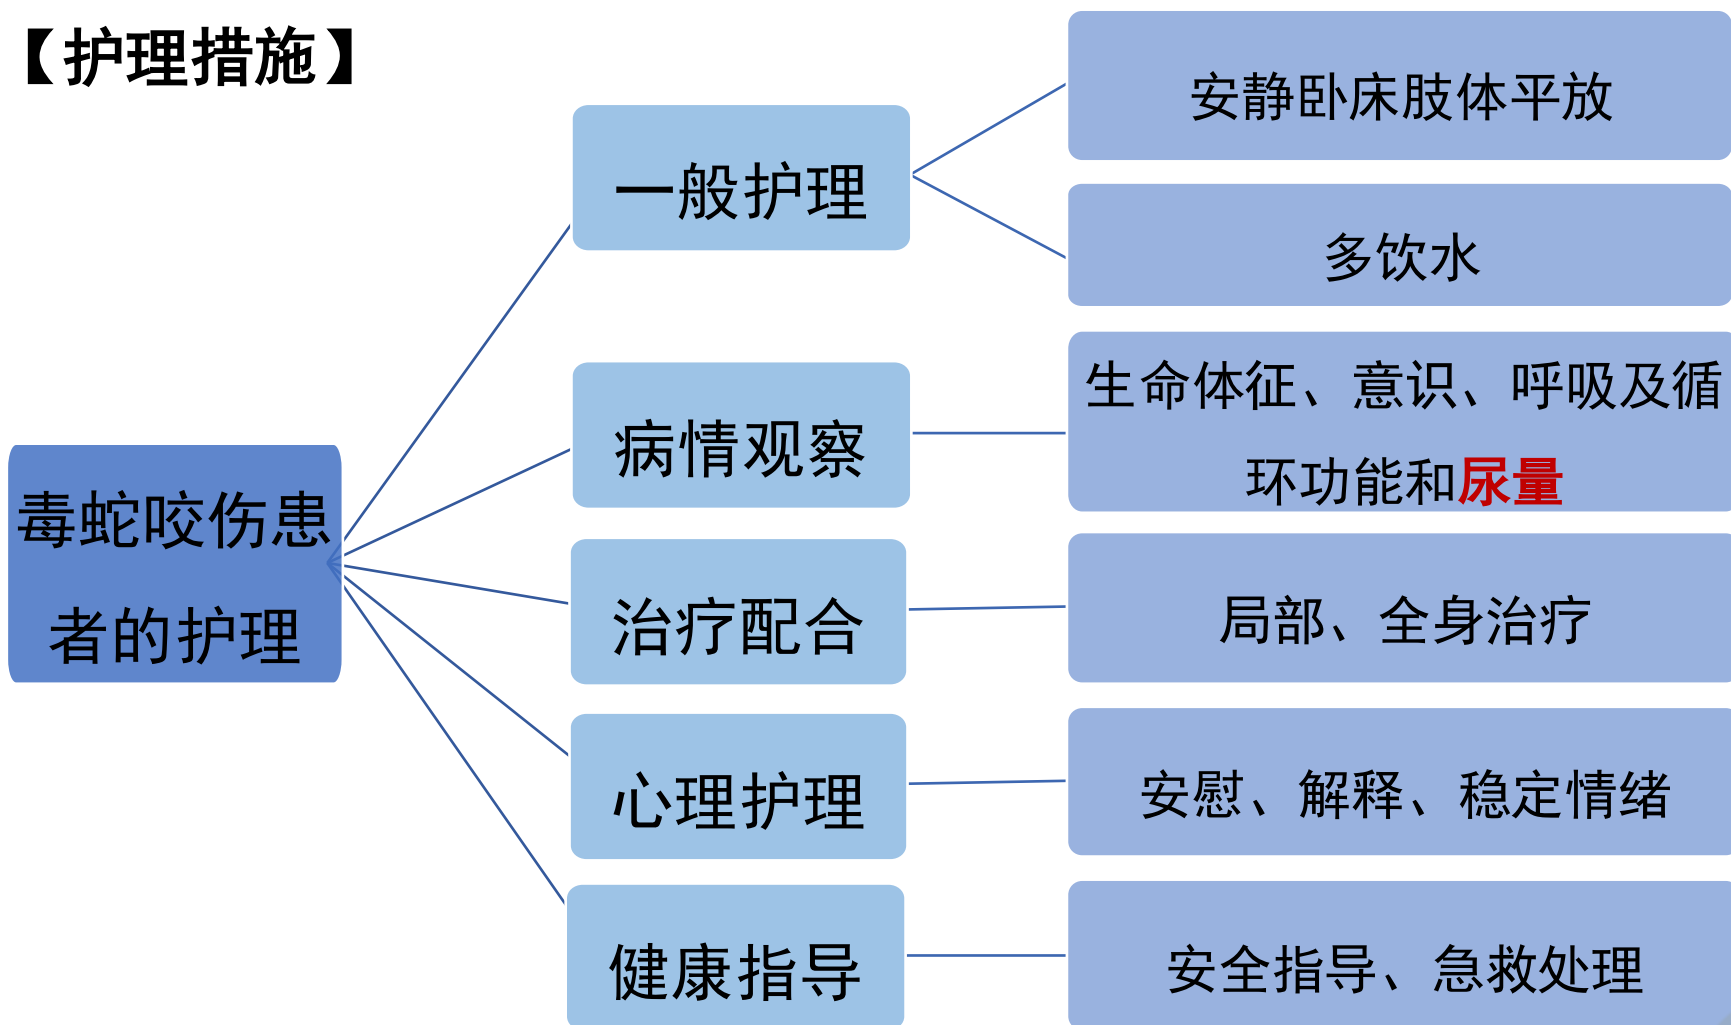 【护理措施】
毒蛇咬伤患
者的护理
一般护理
安静卧床肢体平放
多饮水
病情观察
生命体征、意识、呼吸及循
环功能和尿量
治疗配合
局部、全身治疗
心理护理
安慰、解释、稳定情绪
健康指导
安全指导、急救处理